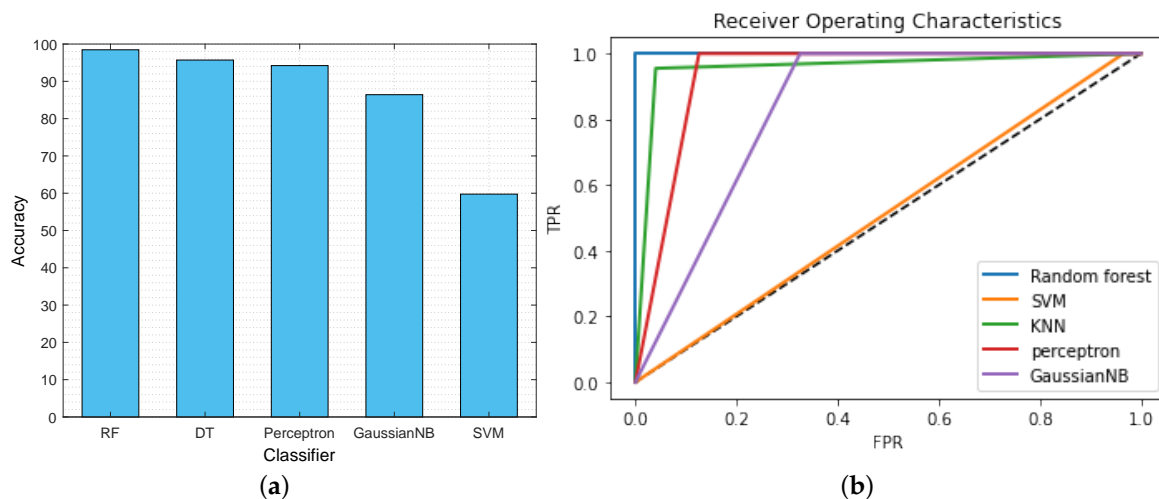 100
90
80
70
60
50
40
30
20
10
0
Accuracy
RF DT Perceptron GaussianNB SVM
Classifier
(a)
Receiver Operating Characteristics
1.0
0.8
0.6
0.4
0.2
0.0
TPR
Random forest
SVM
KNN
perceptron
GaussianNB
0.0 0.2 0.4 0.6 0.8 1.0
FPR
(b)